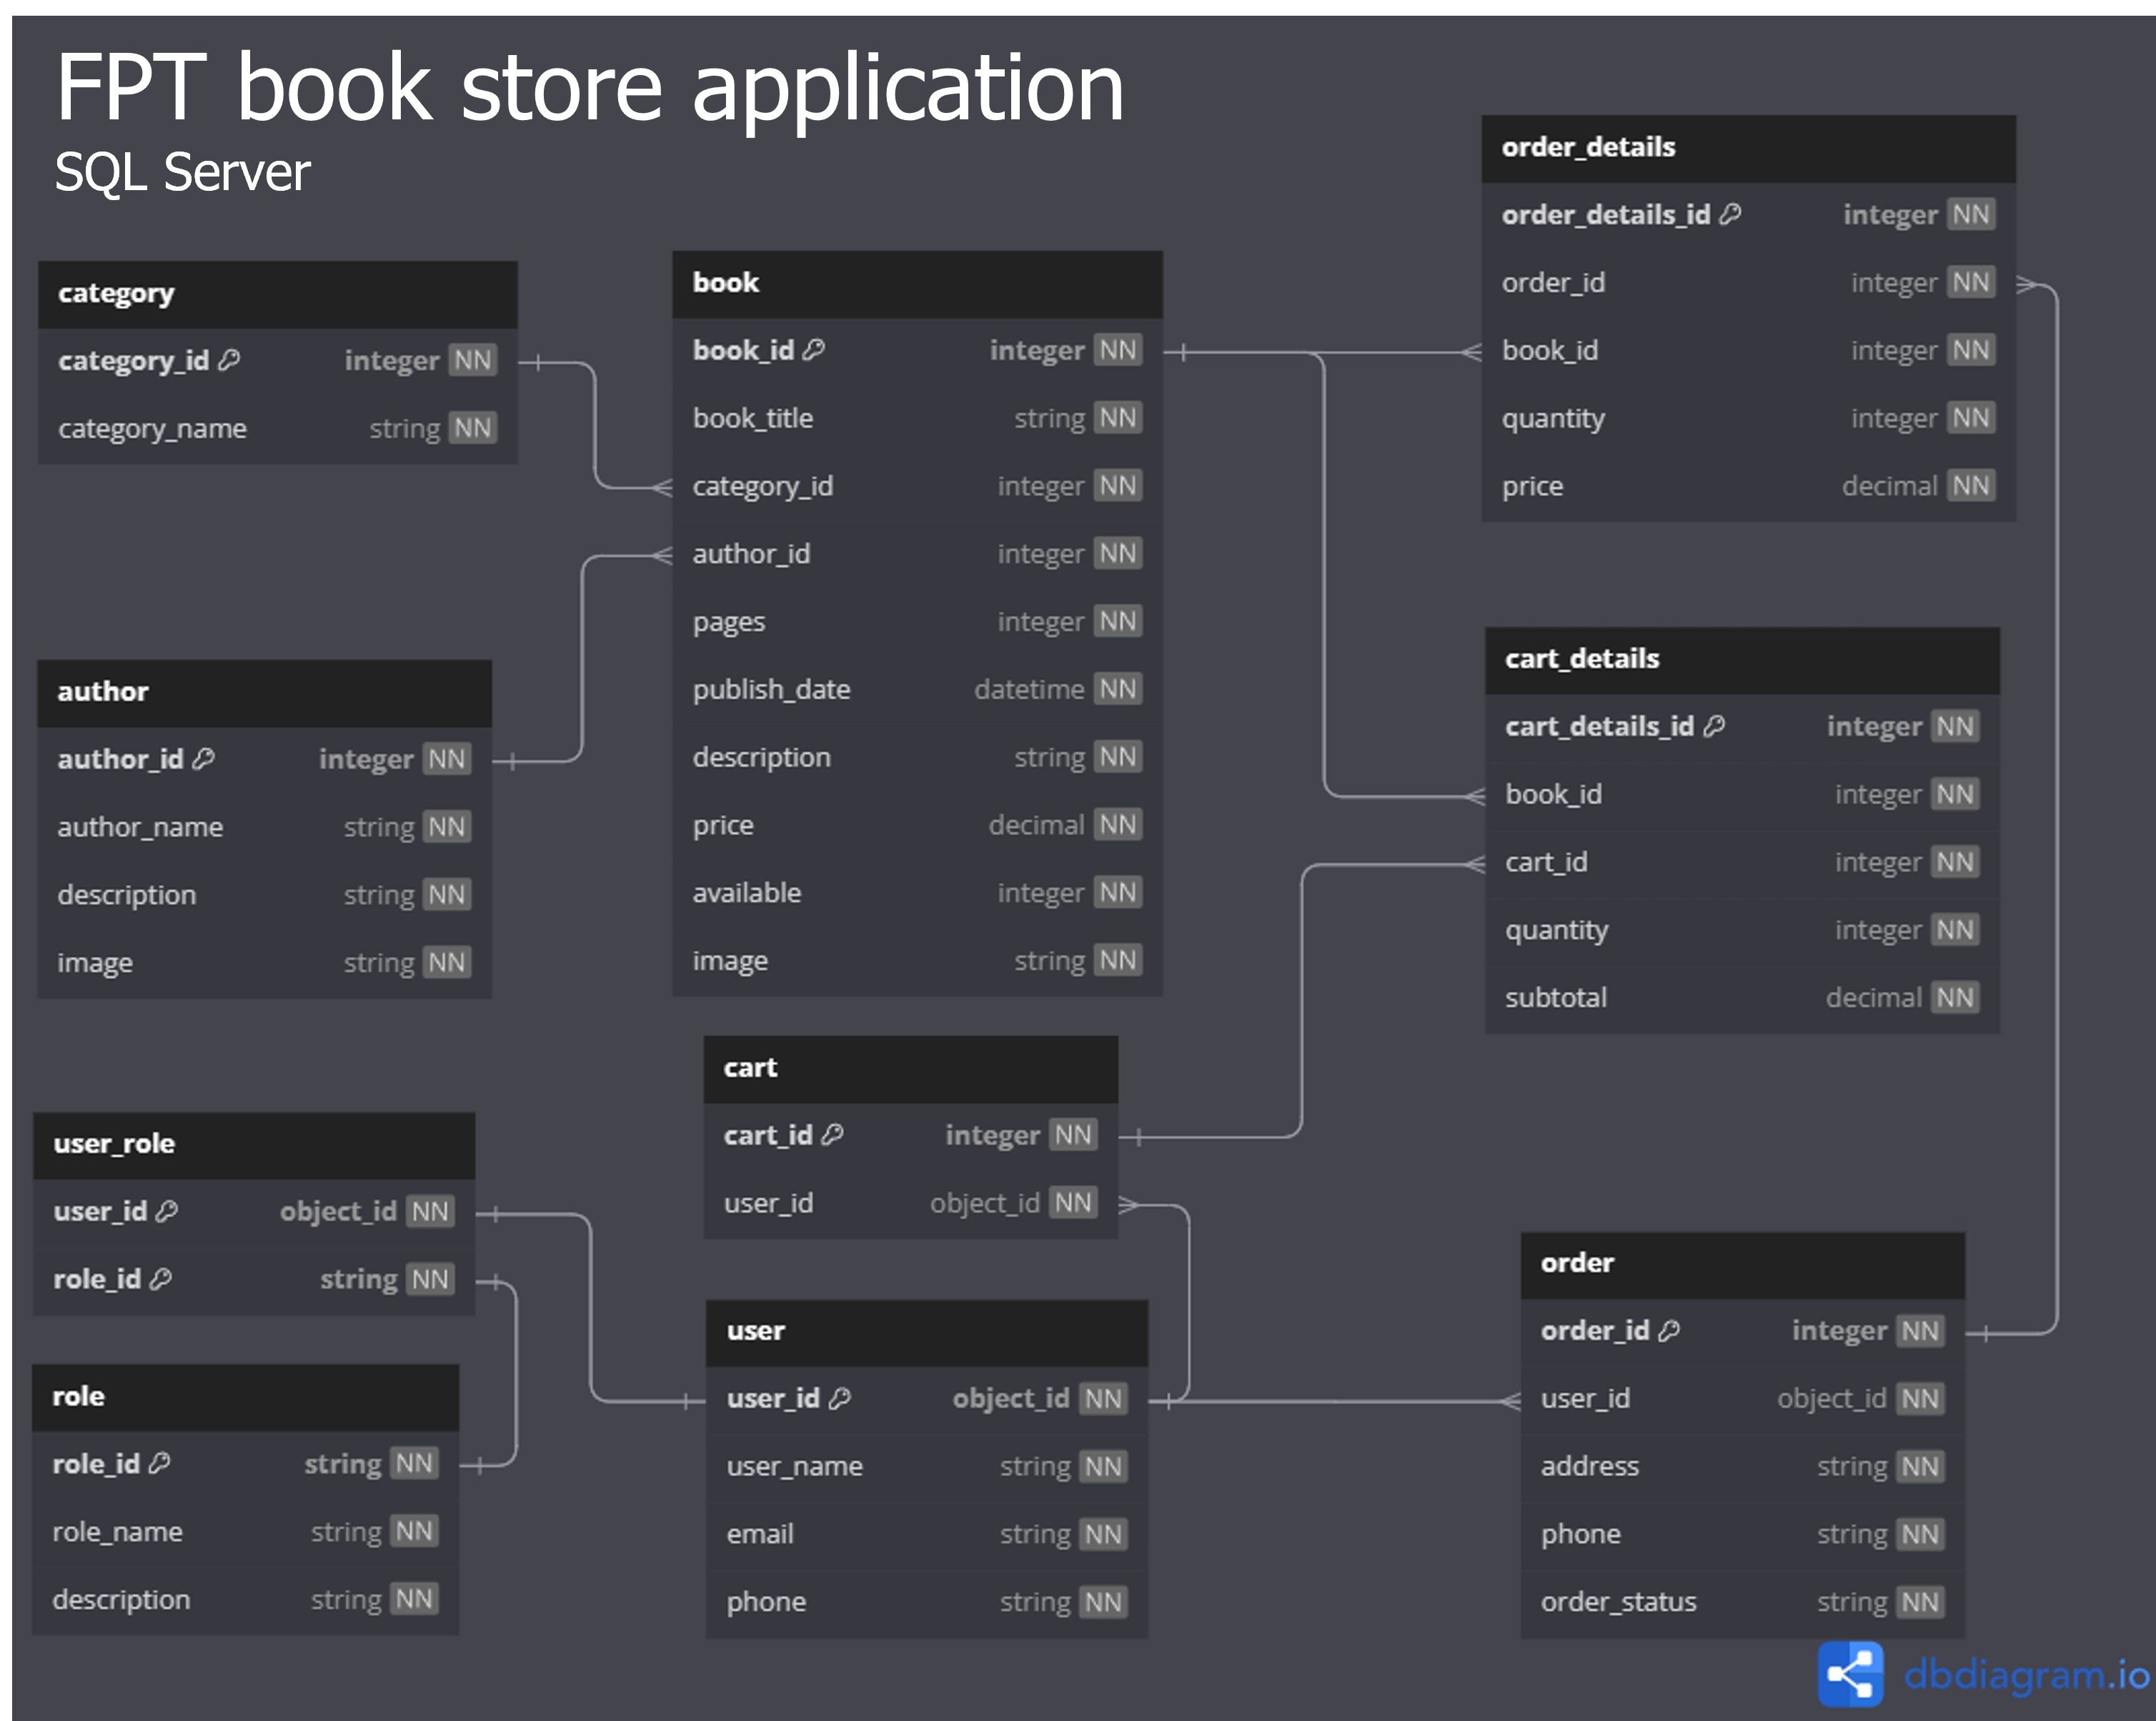 FPT book store application
SQL Server
category
category_id integer NN
category_name string NN
author
author_id integer NN
author_name string NN
description string NN
image string NN
user_role
user_id object_id NN
role_id string NN
role
role_id string NN
role_name string NN
description string NN
book
book_id integer NN
book_title string NN
category_id integer NN
author_id integer NN
pages integer NN
publish_date datetime NN
description string NN
price decimal NN
available integer NN
image string NN
cart
cart_id integer NN
user_id object_id NN
user
user_id object_id NN
user_name string NN
email string NN
phone string NN
order_details
order_details_id integer NN
order_id integer NN
book_id integer NN
quantity integer NN
price decimal NN
cart_details
cart_details_id integer NN
book_id integer NN
cart_id integer NN
quantity integer NN
subtotal decimal NN
order
order_id integer NN
user_id object_id NN
address string NN
phone string NN
order_status string NN
dbdiagram.io